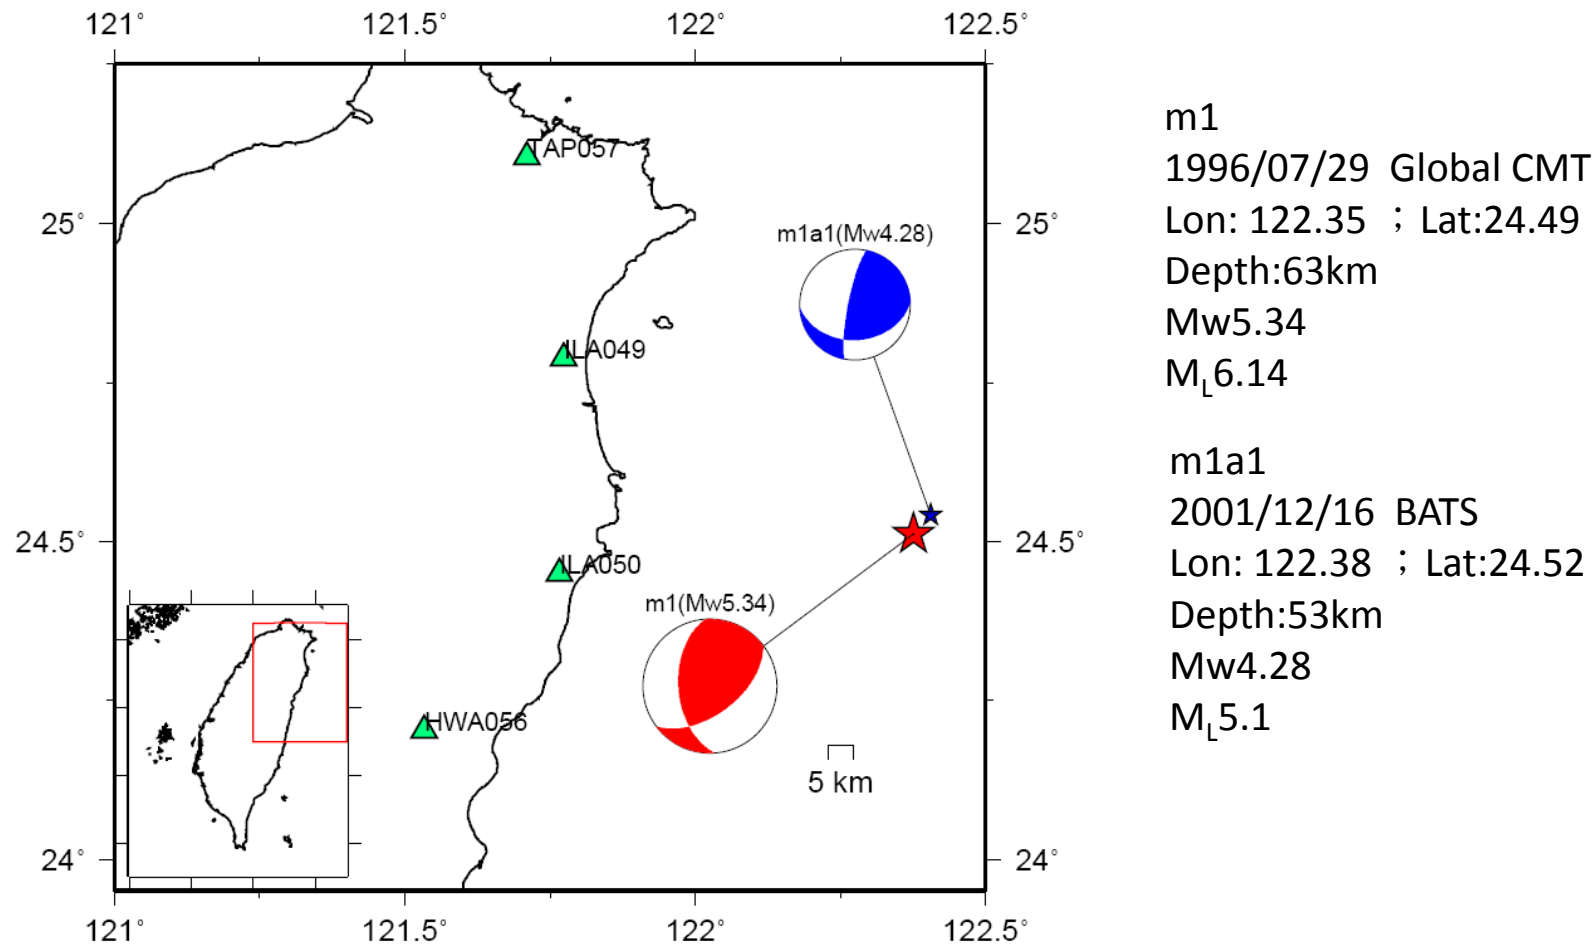 121°
121.5°
122°
122.5°
TAP057
25°
25°
m1a1(Mw4.28)
ILA049
24.5°
24.5°
ILA050
m1(Mw5.34)
HWA056
5 km
24°
24°
121°
121.5°
122°
122.5°
m1
1996/07/29 Global CMT
Lon: 122.35 ；Lat:24.49
Depth:63km
Mw5.34
M_L6.14
m1a1
2001/12/16 BATS
Lon: 122.38 ；Lat:24.52
Depth:53km
Mw4.28
M_L5.1